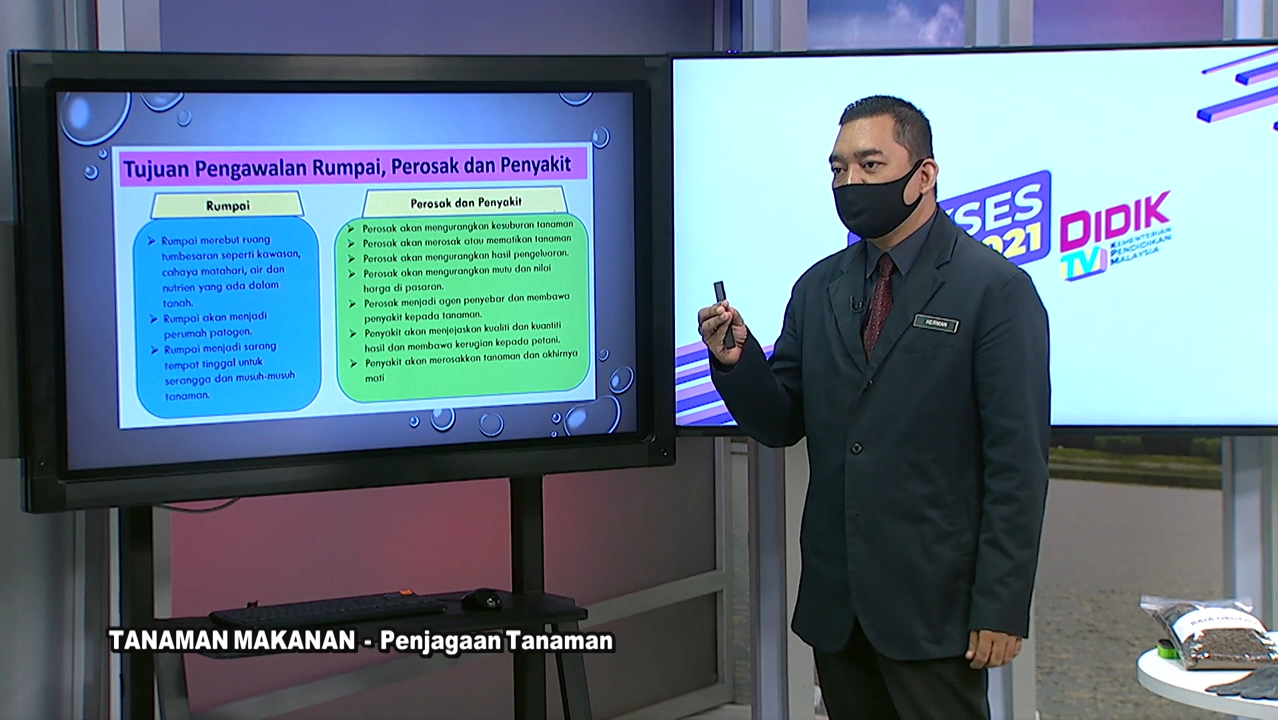 Tujuan Pengawalan Rumpai, Perosak dan Penyakit
Rumpai
Rumpai merebut ruang
tumbesaran seperti kawasan,
cahaya matahari, air dan
nutrien yang ada dalam
tanah.
Rumpai akan menjadi
perumah patogen.
Rumpai menjadi sarang
tempat tinggal untuk
serangga dan musuh-musuh
tanaman.
Perosak dan Penyakit
Perosak akan mengurangkan kesuburan tanaman
Perosak akan merosak atau mematikan tanaman
Perosak akan mengurangkan hasil pengeluaran.
Perosak akan mengurangkan mutu dan nilai
harga di pasaran.
Perosak menjadi agen penyebar dan membawa
penyakit kepada tanaman.
Penyakit akan menjejaskan kualiti dan kuantiti
hasil dan membawa kerugian kepada petani.
Penyakit akan merosakkan tanaman dan akhirnya
mati
DIDIK
TV
KEMENTERIAN
PENDIDIKAN
MALAYSIA
HERMAN
BAJA
TANAMAN MAKANAN - Penjagaan Tanaman